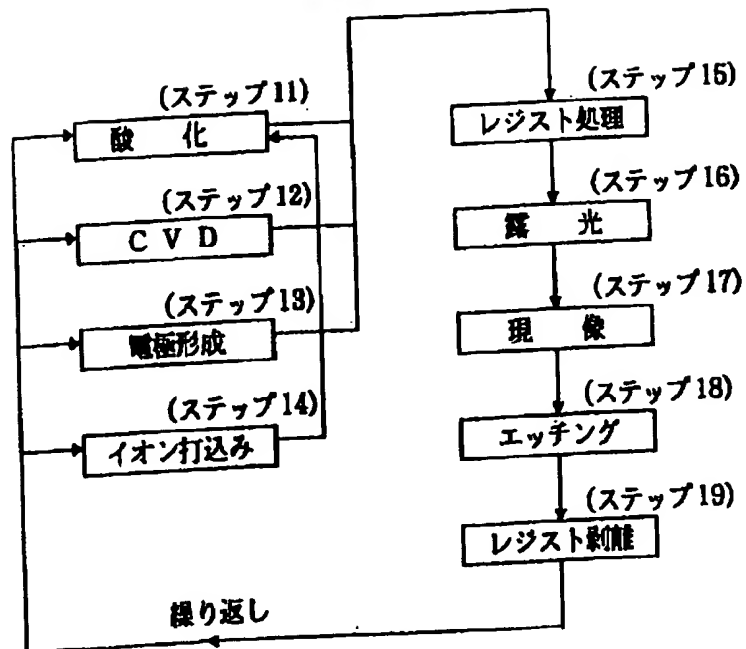 (ステップ11)
酸 化
(ステップ12)
CVD
(ステップ13)
電極形成
(ステップ14)
イオン打込み
(ステップ15)
レジスト処理
(ステップ16)
露 光
(ステップ17)
現 像
(ステップ18)
エッチング
(ステップ19)
レジスト剥離
繰り返し